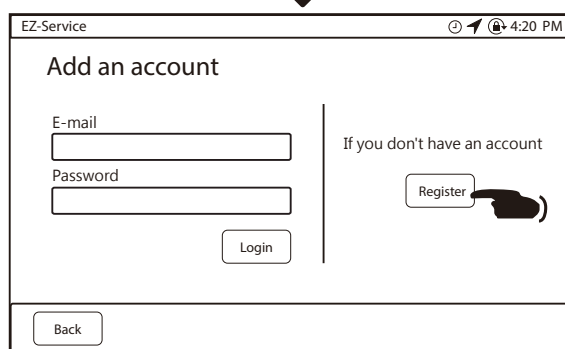 EZ-Service 4:20 PM
Add an account
E-mail
Password
Login
If you don't have an account
Register
Back